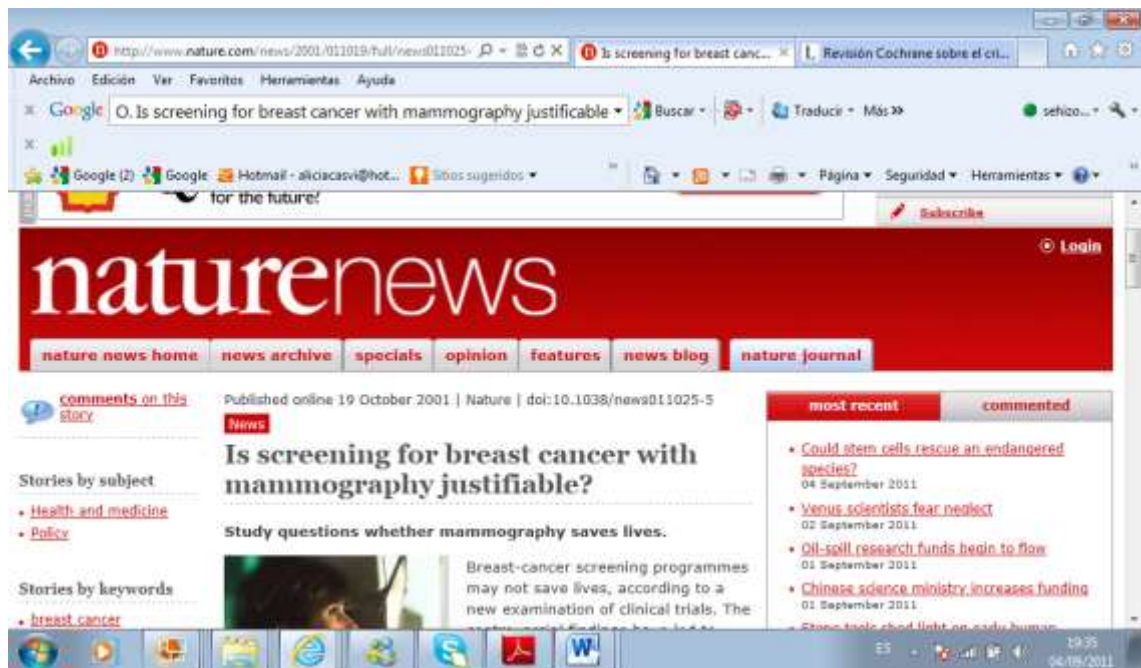 http://www.nature.com/news/2001/011019/full/news011025-
Is screening for breast canc...
Revisión Cochrane sobre el cri...
Archivo Edición Ver Favoritos Herramientas Ayuda
Google O. Is screening for breast cancer with mammography justificable Buscar Traducir Más >> sehizo...
Google (2) Google Hotmail - aliciacasvi@hot... Sitios sugeridos Página Seguridad Herramientas
for the future!
Subscribe
Login
naturenews
nature news home news archive specials opinion features news blog nature journal
comments on this
story
Stories by subject
• Health and medicine
• Policy
Stories by keywords
• breast cancer
Published online 19 October 2001 | Nature | doi:10.1038/news011025-5
News
Is screening for breast cancer with
mammography justifiable?
Study questions whether mammography saves lives.
Breast-cancer screening programmes
may not save lives, according to a
new examination of clinical trials. The
most recent commented
• Could stem cells rescue an endangered
species?
04 September 2011
• Venus scientists fear neglect
02 September 2011
• Oil-spill research funds begin to flow
01 September 2011
• Chinese science ministry increases funding
01 September 2011
ES
19:35
04/09/2011